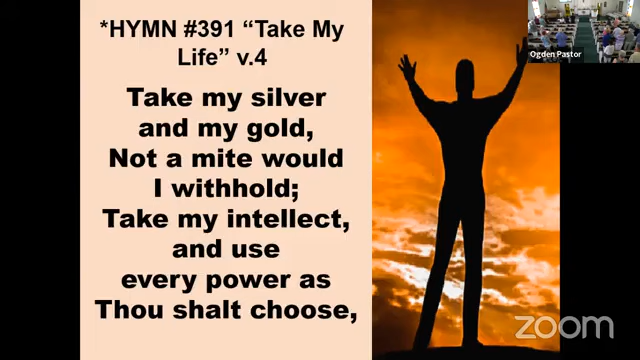 *HYMN #391 “Take My
Life” v.4
Take my silver
and my gold,
Not a mite would
I withhold;
Take my intellect,
and use
every power as
Thou shalt choose,
Ogden Pastor
zoom